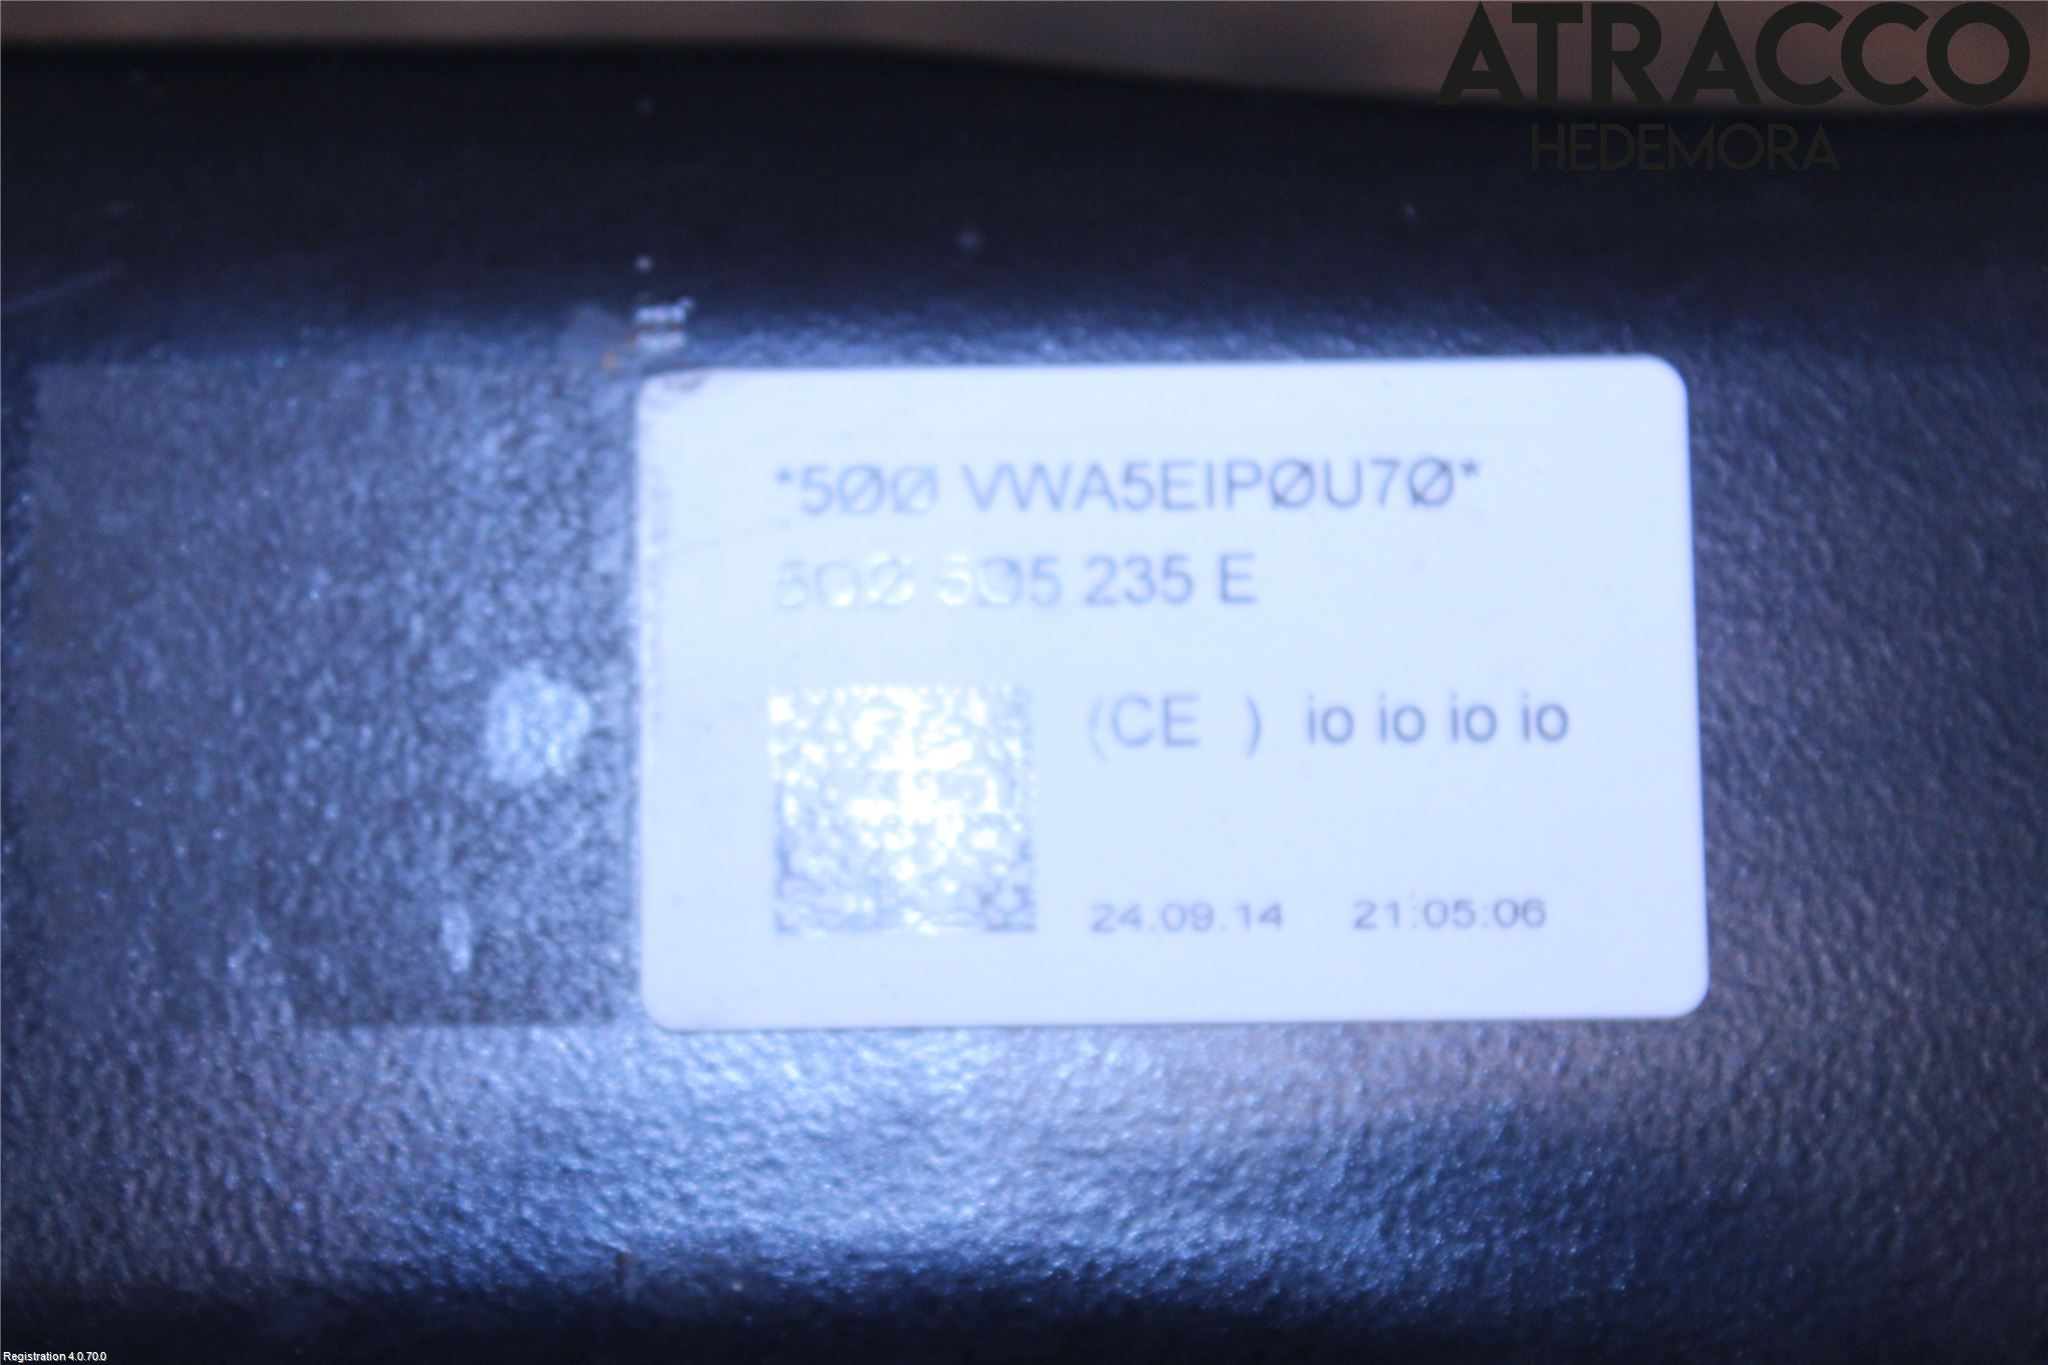 ATRACCO
HEDEMORA
*5ØØ VWA5EIPØU7Ø*
5QØ 5Ø5 235 E
(CE ) io io io io
24.09.14 21:05:06
Registration 4.0.70.0